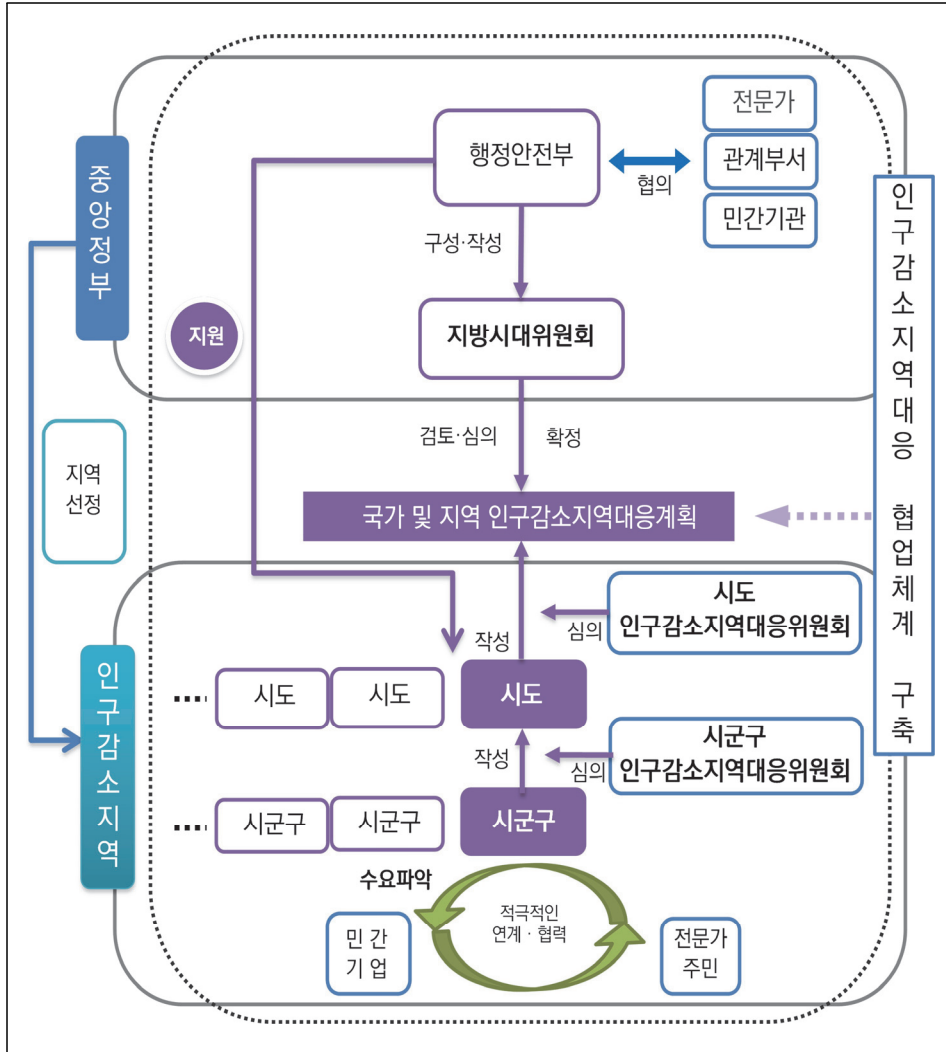 중앙정부
전문가
행정안전부
협의
관계부서
민간기관
구성·작성
지원
지방시대위원회
검토·심의
확정
지역
선정
국가 및 지역 인구감소지역대응계획
인구감소지역대응 협업체계 구축
인구감소지역
시도
인구감소지역대응위원회
심의
작성
시도
시도
시도
시군구
인구감소지역대응위원회
심의
작성
시군구
시군구
시군구
수요파악
적극적인
연계·협력
민 간
기 업
전문가
주민